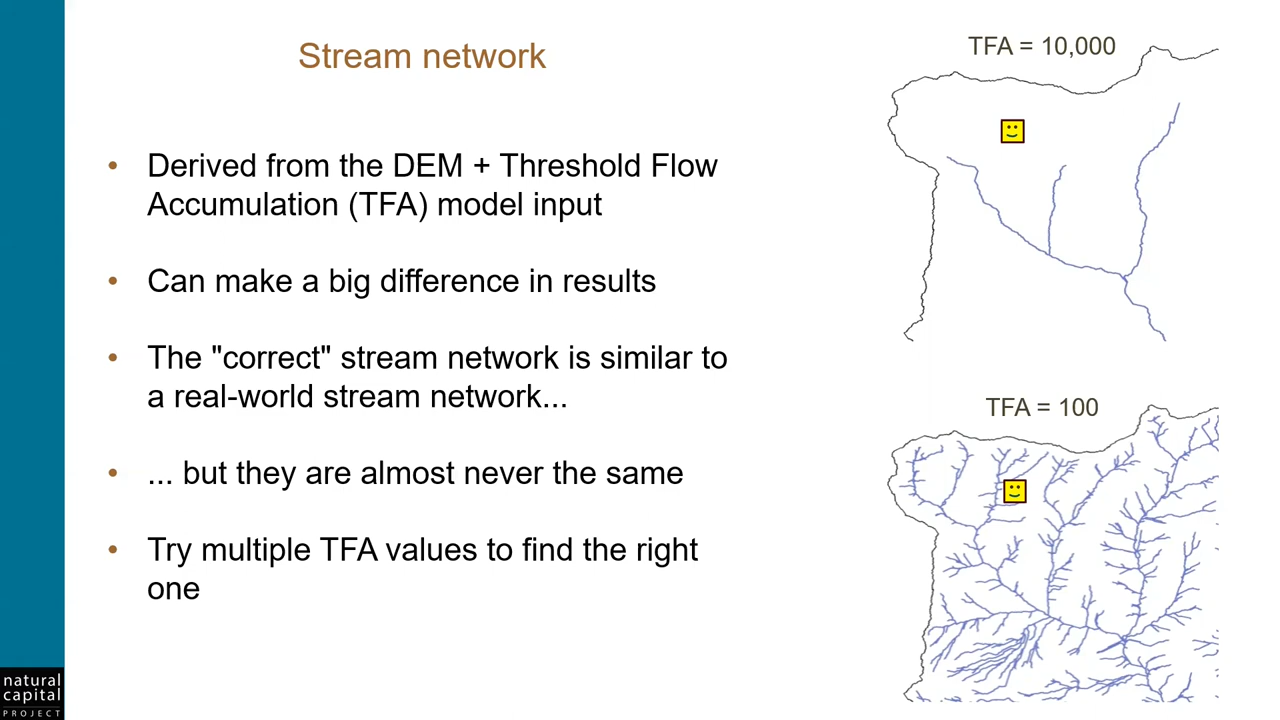 Stream network
• Derived from the DEM + Threshold Flow
Accumulation (TFA) model input
• Can make a big difference in results
• The "correct" stream network is similar to
a real-world stream network...
• ... but they are almost never the same
• Try multiple TFA values to find the right
one
TFA = 10,000
TFA = 100
natural
capital
PROJECT